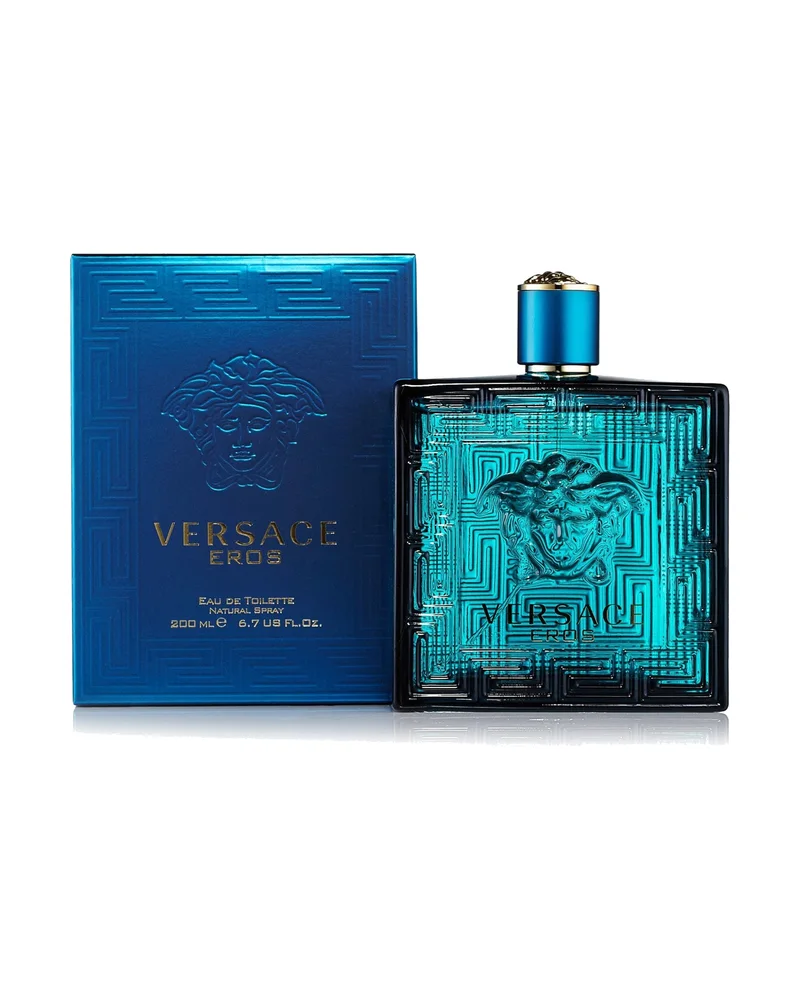 VERSACE
EROS
EAU DE TOILETTE
NATURAL SPRAY
200 ML ℮ 6.7 US FL.OZ.
VERSACE
EROS